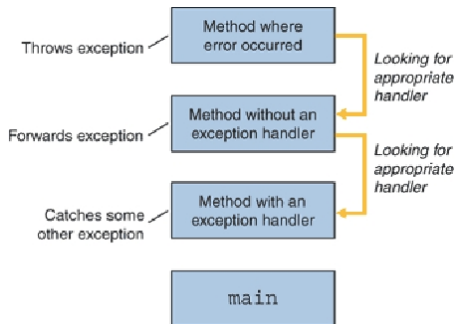 Throws exception
Method where
error occurred
Looking for
appropriate
handler
Forwards exception
Method without an
exception handler
Looking for
appropriate
handler
Catches some
other exception
Method with an
exception handler
main